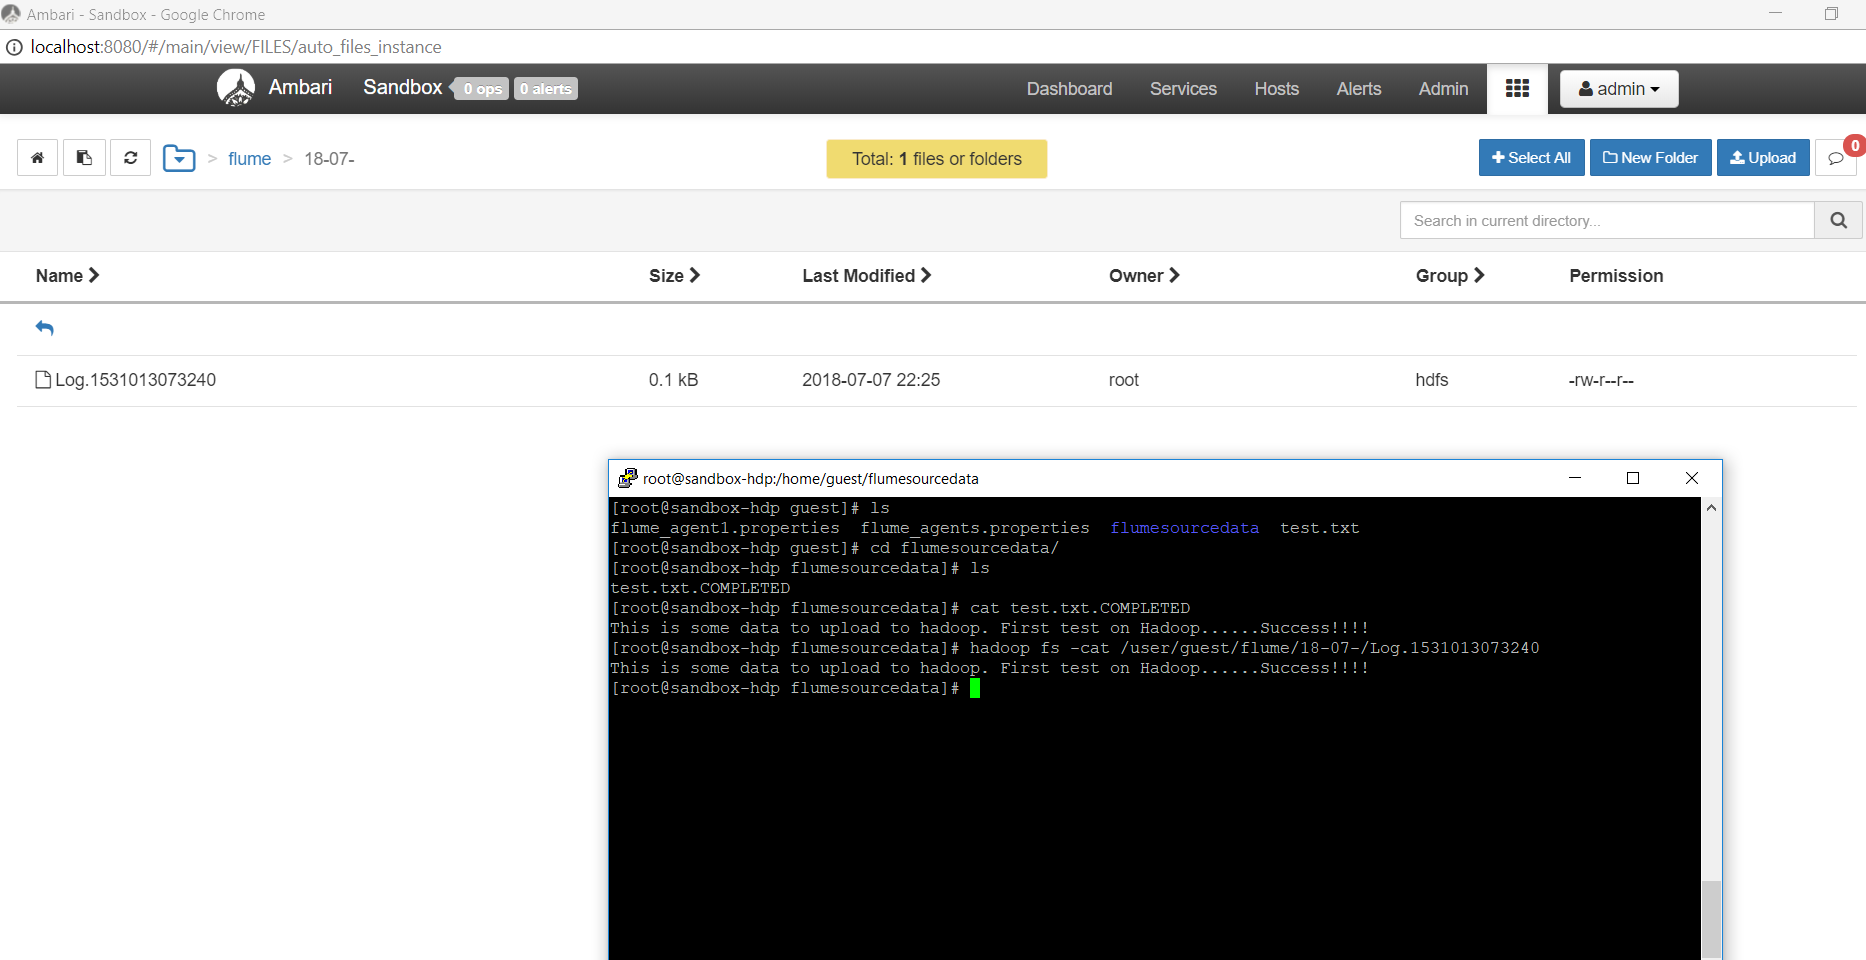 Ambari - Sandbox - Google Chrome
localhost:8080/#/main/view/FILES/auto_files_instance
Ambari Sandbox 0 ops 0 alerts Dashboard Services Hosts Alerts Admin admin
> flume > 18-07- Total: 1 files or folders Select All New Folder Upload 0
Search in current directory...
Name Size Last Modified Owner Group Permission
Log.1531013073240 0.1 kB 2018-07-07 22:25 root hdfs -rw-r--r--
root@sandbox-hdp:/home/guest/flumesourcedata
[root@sandbox-hdp guest]# ls
flume_agent1.properties flume_agents.properties flumesourcedata test.txt
[root@sandbox-hdp guest]# cd flumesourcedata/
[root@sandbox-hdp flumesourcedata]# ls
test.txt.COMPLETED
[root@sandbox-hdp flumesourcedata]# cat test.txt.COMPLETED
This is some data to upload to hadoop. First test on Hadoop......Success!!!!
[root@sandbox-hdp flumesourcedata]# hadoop fs -cat /user/guest/flume/18-07-/Log.1531013073240
This is some data to upload to hadoop. First test on Hadoop......Success!!!!
[root@sandbox-hdp flumesourcedata]#